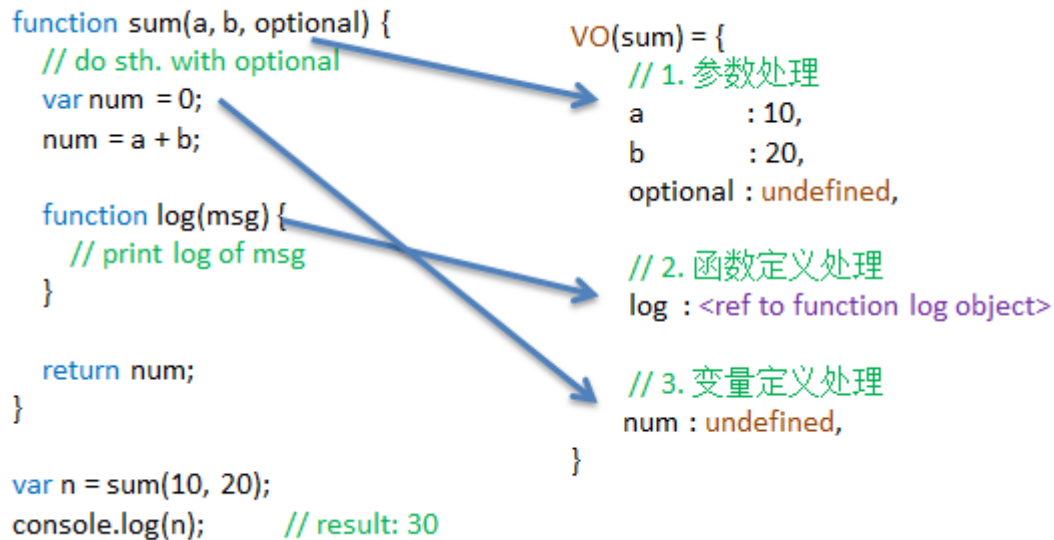 function sum(a, b, optional) {
// do sth. with optional
var num = 0;
num = a + b;
function log(msg) {
// print log of msg
}
return num;
}
var n = sum(10, 20);
console.log(n); // result: 30
VO(sum) = {
// 1. 参数处理
a : 10,
b : 20,
optional : undefined,
// 2. 函数定义处理
log : <ref to function log object>
// 3. 变量定义处理
num : undefined,
}